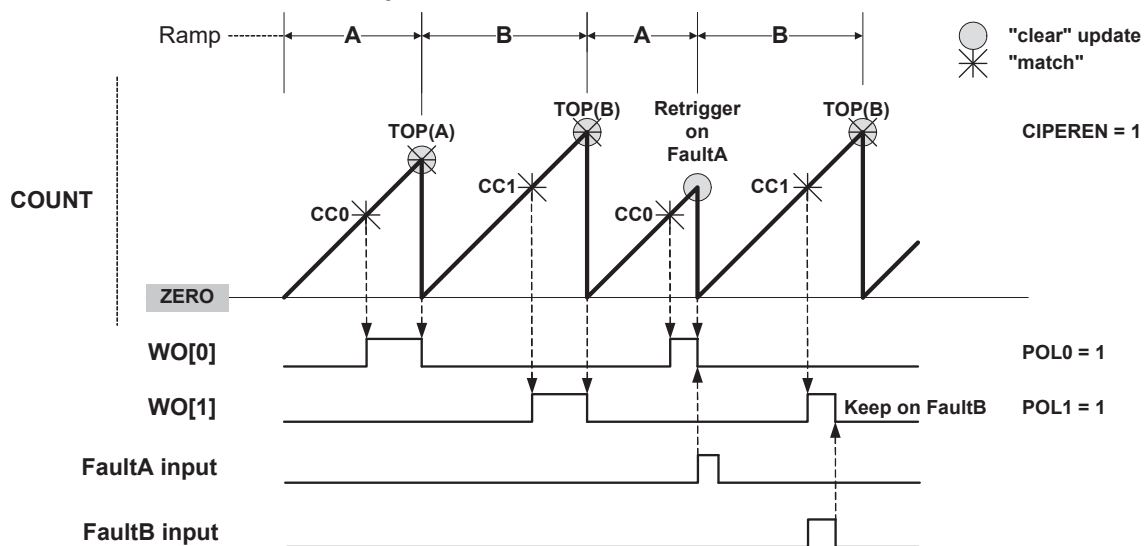 Ramp A B A B
"clear" update
"match"
TOP(A)
TOP(B)
Retrigger
on
FaultA
TOP(B)
CIPEREN = 1
COUNT
CC0
CC1
CC0
CC1
ZERO
WO[0]
POL0 = 1
WO[1]
Keep on FaultB
POL1 = 1
FaultA input
FaultB input